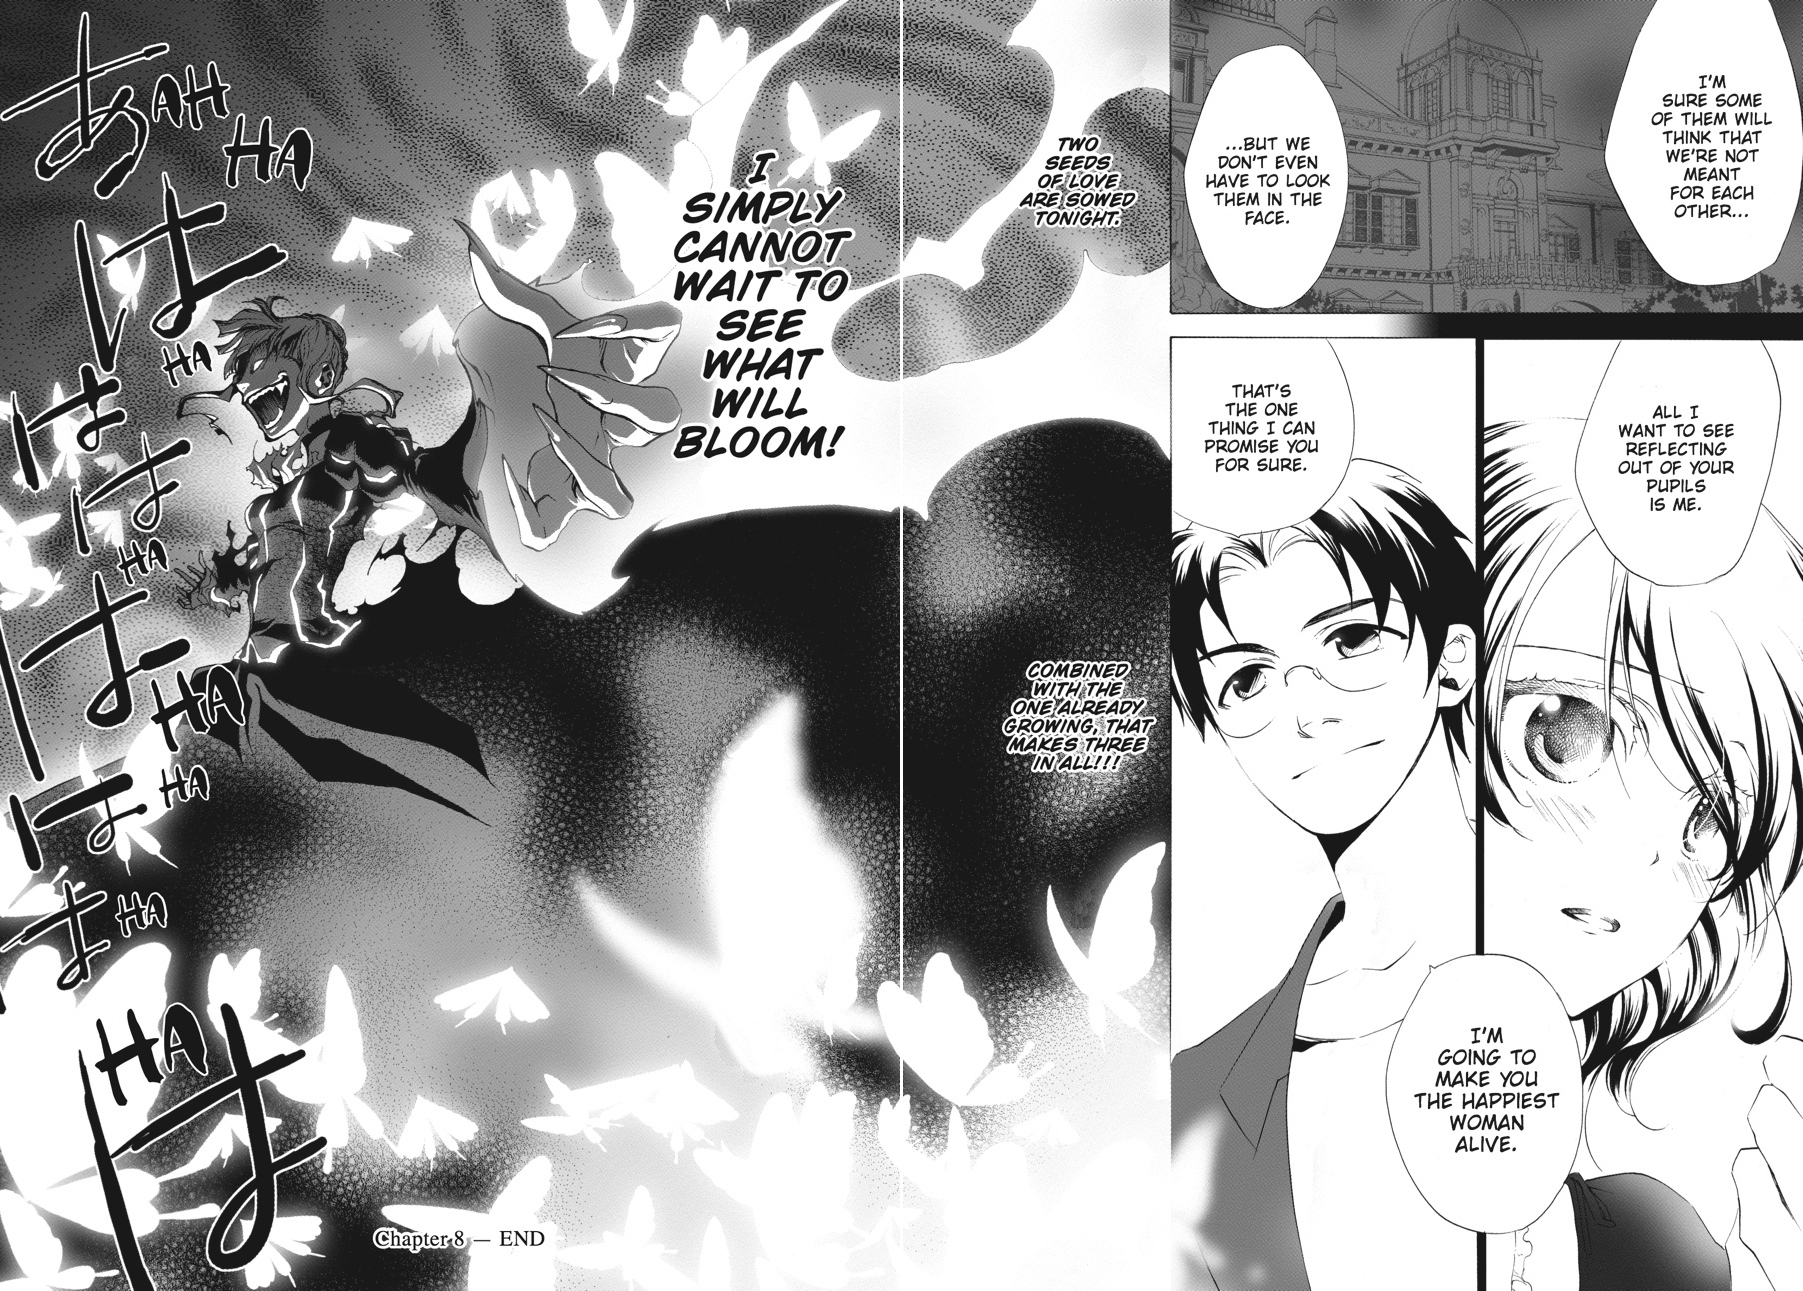 I'M
SURE SOME
OF THEM WILL
THINK THAT
WE'RE NOT
MEANT
FOR EACH
OTHER...
...BUT WE
DON'T EVEN
HAVE TO LOOK
THEM IN THE
FACE.
ALL I
WANT TO SEE
REFLECTING
OUT OF YOUR
PUPILS
IS ME.
THAT'S
THE ONE
THING I CAN
PROMISE YOU
FOR SURE.
I'M
GOING TO
MAKE YOU
THE HAPPIEST
WOMAN
ALIVE.
TWO
SEEDS
OF LOVE
ARE SOWED
TONIGHT.
COMBINED
WITH THE
ONE ALREADY
GROWING, THAT
MAKES THREE
IN ALL!!!
I
SIMPLY
CANNOT
WAIT TO
SEE
WHAT
WILL
BLOOM!
あははははははは
AH
HA
HA
HA
HA
HA
HA
HA
Chapter 8 — END